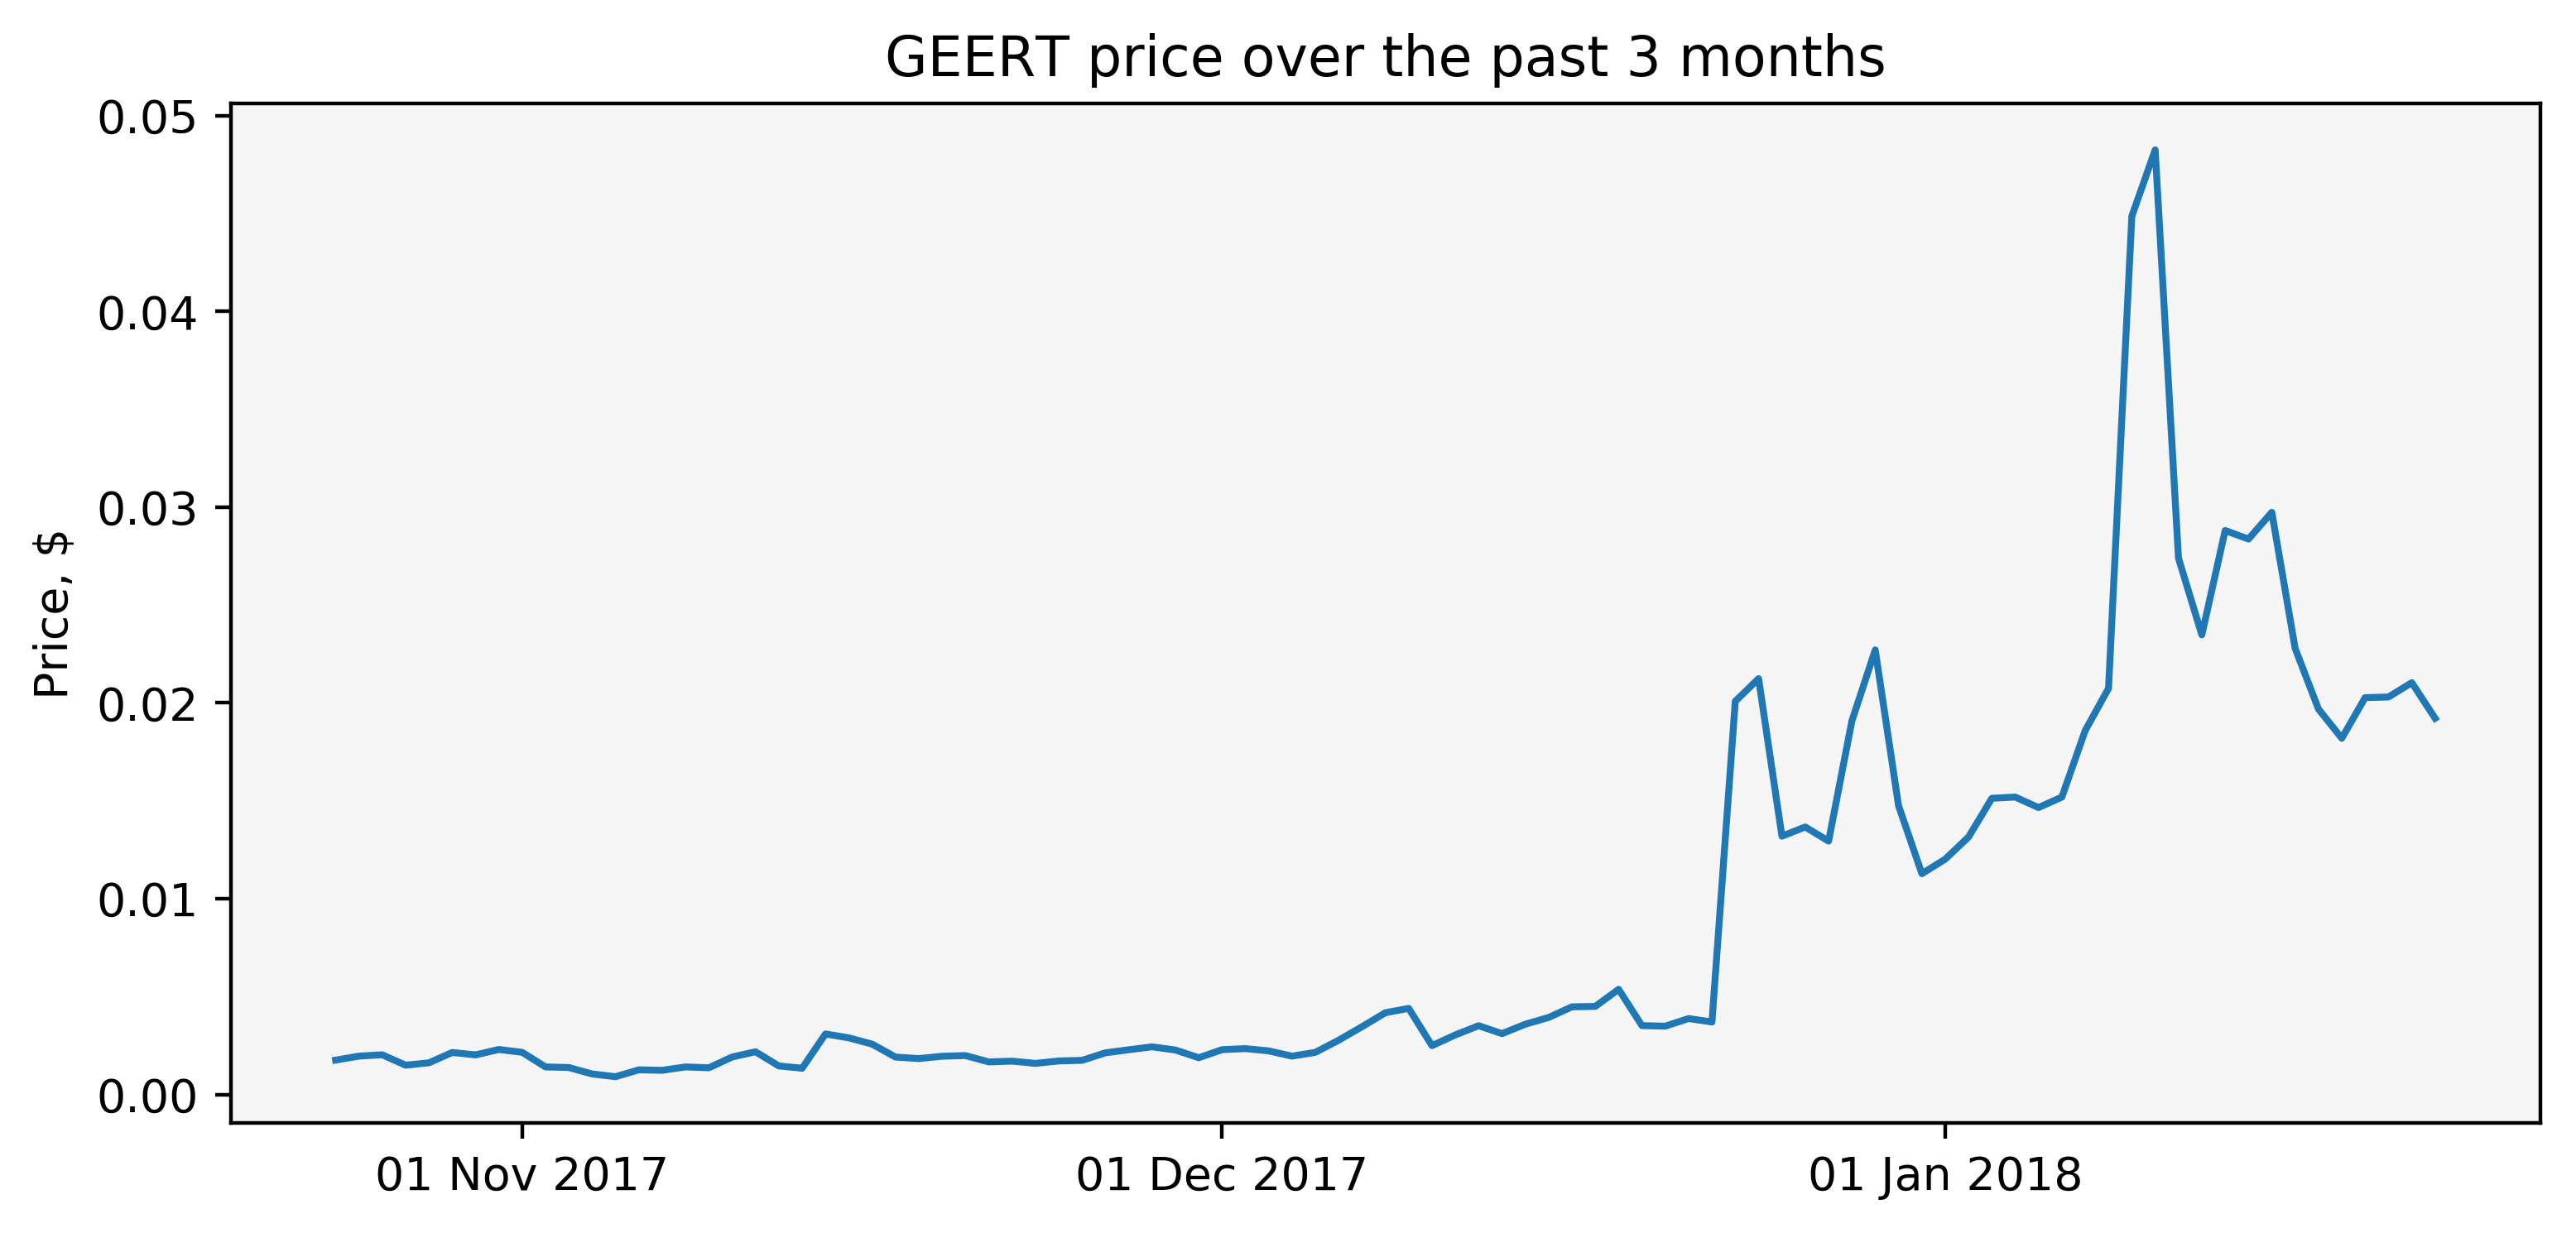 GEERT price over the past 3 months
Price, $
0.05
0.04
0.03
0.02
0.01
0.00
01 Nov 2017
01 Dec 2017
01 Jan 2018